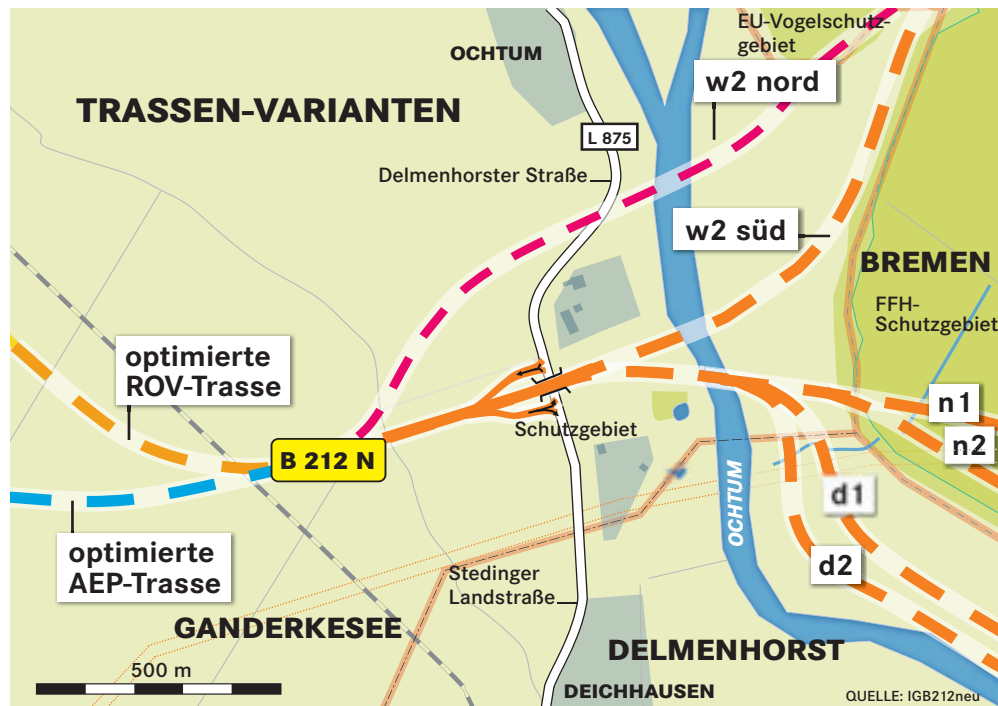 EU-Vogelschutz-
gebiet
OCHTUM
w2 nord
TRASSEN-VARIANTEN
L 875
Delmenhorster Straße
w2 süd
BREMEN
FFH-
Schutzgebiet
optimierte
ROV-Trasse
n1
Schutzgebiet
n2
B 212 N
d1
OCHTUM
optimierte
AEP-Trasse
d2
Stedinger
Landstraße
GANDERKESEE
DELMENHORST
500 m
DEICHHAUSEN
QUELLE: IGB212neu